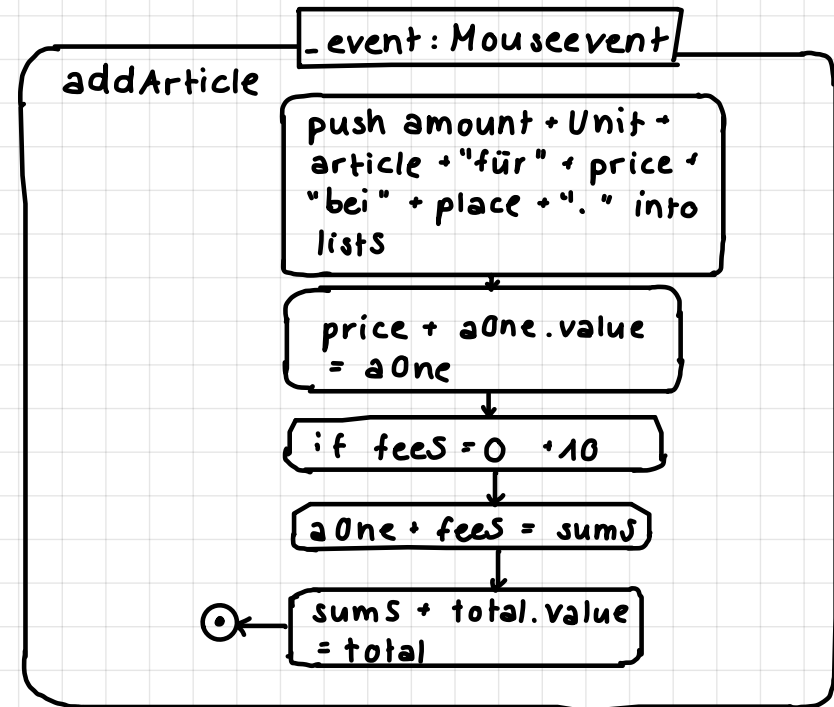 _event: Mouseevent
addArticle
push amount + Unit +
article + "für" + price +
"bei" + place + "." into
lists
price + aOne.value
= aOne
if fees = 0 +10
aOne + fees = sums
sums + total.value
= total